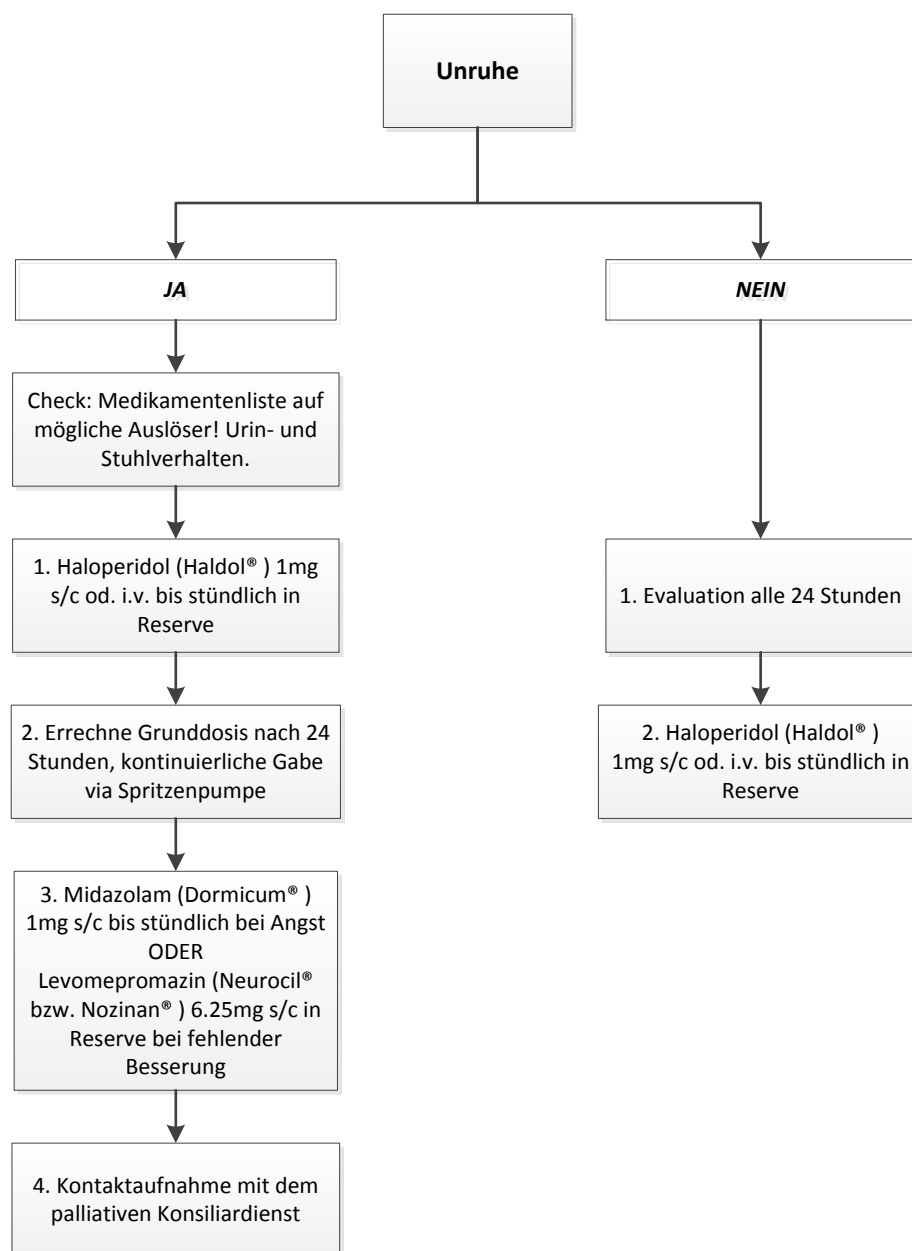 Unruhe
JA
Check: Medikamentenliste auf
mögliche Auslöser! Urin- und
Stuhlverhalten.
1. Haloperidol (Haldol® ) 1mg
s/c od. i.v. bis stündlich in
Reserve
2. Errechne Grunddosis nach 24
Stunden, kontinuierliche Gabe
via Spritzenpumpe
3. Midazolam (Dormicum® )
1mg s/c bis stündlich bei Angst
ODER
Levomepromazin (Neurocil®
bzw. Nozinan® ) 6.25mg s/c in
Reserve bei fehlender
Besserung
4. Kontaktaufnahme mit dem
palliativen Konsiliardienst
NEIN
1. Evaluation alle 24 Stunden
2. Haloperidol (Haldol® )
1mg s/c od. i.v. bis stündlich in
Reserve